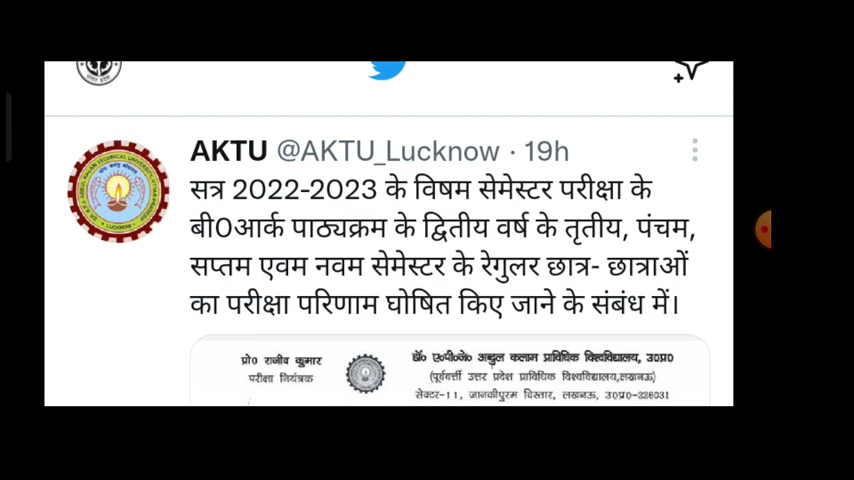 AKTU @AKTU_Lucknow · 19h
सत्र 2022-2023 के विषम सेमेस्टर परीक्षा के
बी0आर्क पाठ्यक्रम के द्वितीय वर्ष के तृतीय, पंचम,
सप्तम एवम नवम सेमेस्टर के रेगुलर छात्र- छात्राओं
का परीक्षा परिणाम घोषित किए जाने के संबंध में।
प्रो0 राजीव कुमार
परीक्षा नियंत्रक
डॉ० ए०पी०जे० अब्दुल कलाम प्राविधिक विश्वविद्यालय, उ0प्र0
(पूर्ववर्ती उत्तर प्रदेश प्राविधिक विश्वविद्यालय,लखनऊ)
सेक्टर-11, जानकीपुरम विस्तार, लखनऊ, उ0प्र0-226031